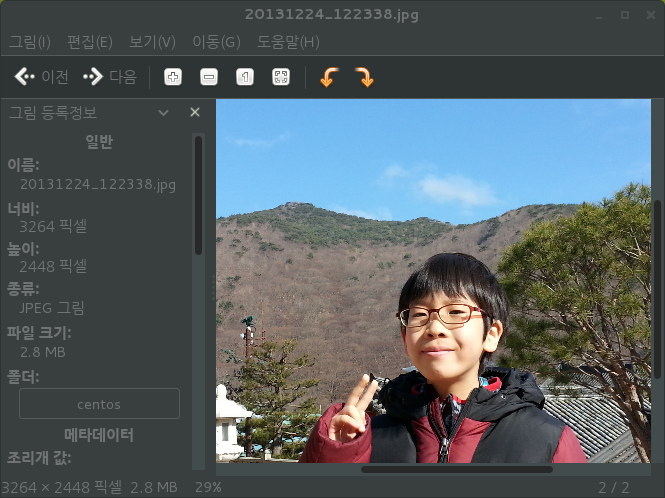 20131224_122338.jpg
그림(I) 편집(E) 보기(V) 이동(G) 도움말(H)
이전 다음 1
그림 등록정보
일반
이름:
20131224_122338.jpg
너비:
3264 픽셀
높이:
2448 픽셀
종류:
JPEG 그림
파일 크기:
2.8 MB
폴더:
centos
메타데이터
조리개 값:
3264 × 2448 픽셀 2.8 MB 29% 2 / 2